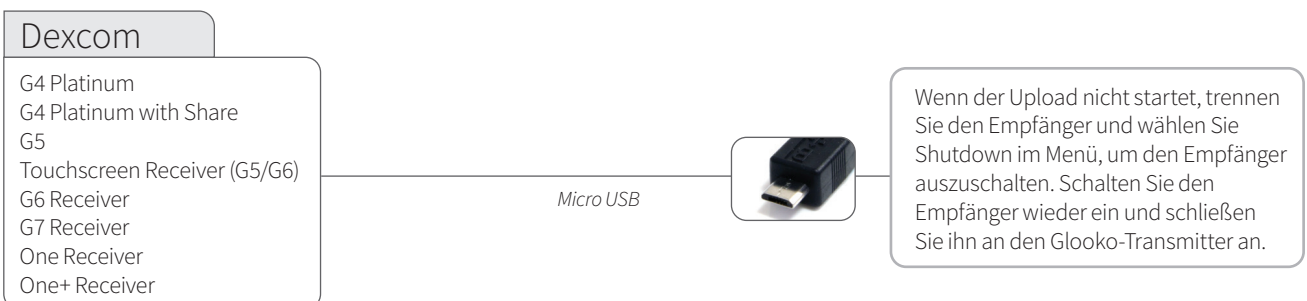 Dexcom
G4 Platinum
G4 Platinum with Share
G5
Touchscreen Receiver (G5/G6)
G6 Receiver
G7 Receiver
One Receiver
One+ Receiver
Micro USB
Wenn der Upload nicht startet, trennen
Sie den Empfänger und wählen Sie
Shutdown im Menü, um den Empfänger
auszuschalten. Schalten Sie den
Empfänger wieder ein und schließen
Sie ihn an den Glooko-Transmitter an.